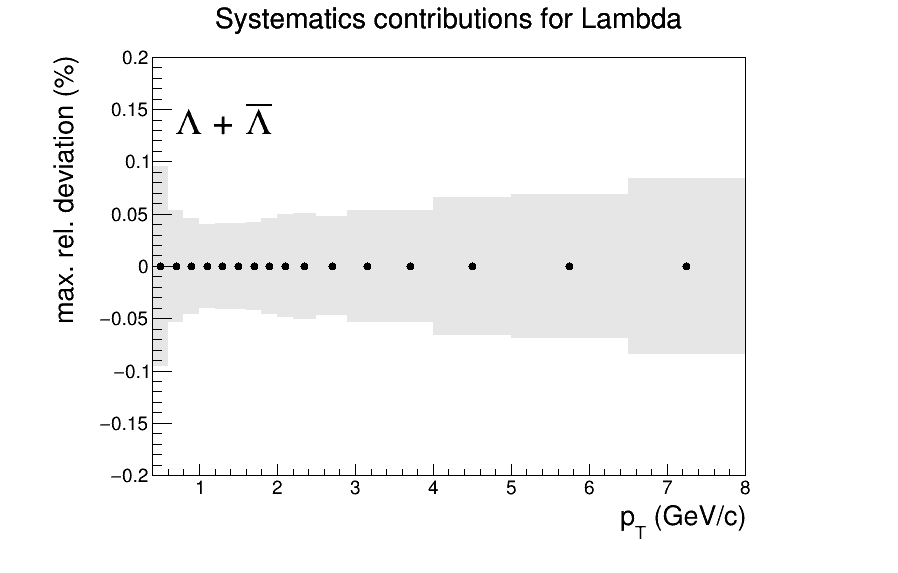 Systematics contributions for Lambda
max. rel. deviation (%)
Λ + Λ̅
0.2
0.15
0.1
0.05
0
−0.05
−0.1
−0.15
−0.2
1 2 3 4 5 6 7 8
p_T (GeV/c)